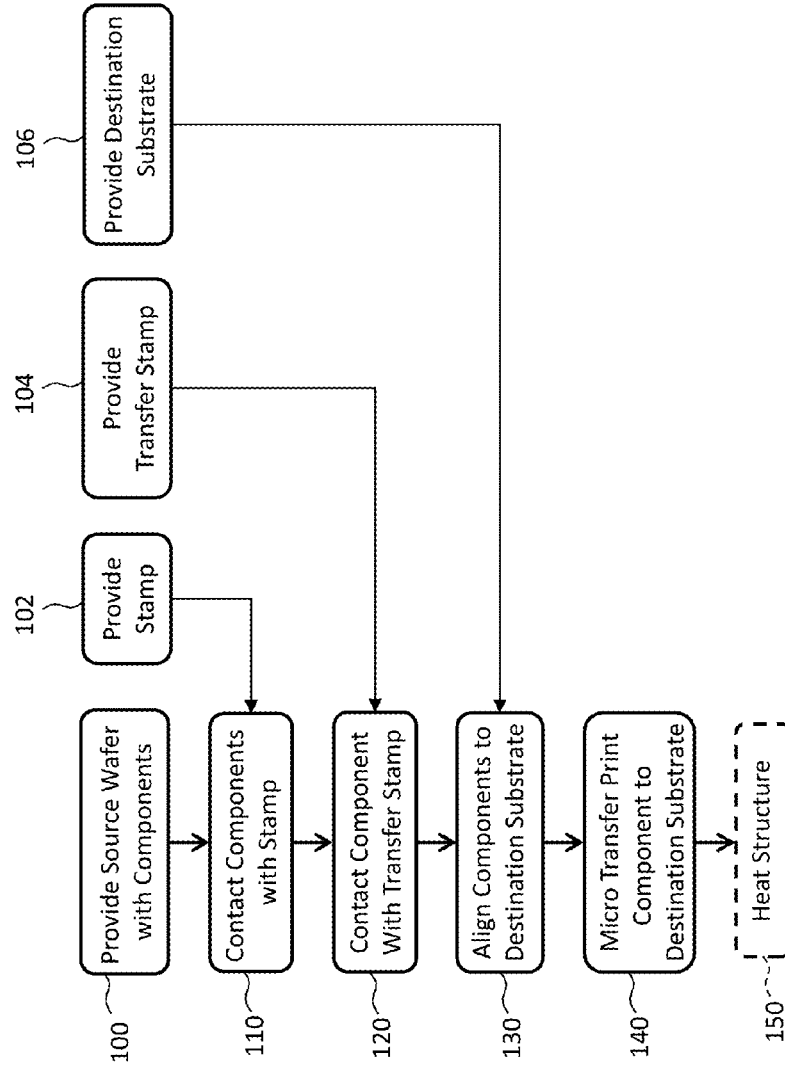 100
Provide Source Wafer
with Components
102
Provide
Stamp
104
Provide
Transfer Stamp
106
Provide Destination
Substrate
110
Contact Components
with Stamp
120
Contact Component
With Transfer Stamp
130
Align Components to
Destination Substrate
140
Micro Transfer Print
Component to
Destination Substrate
150
Heat Structure